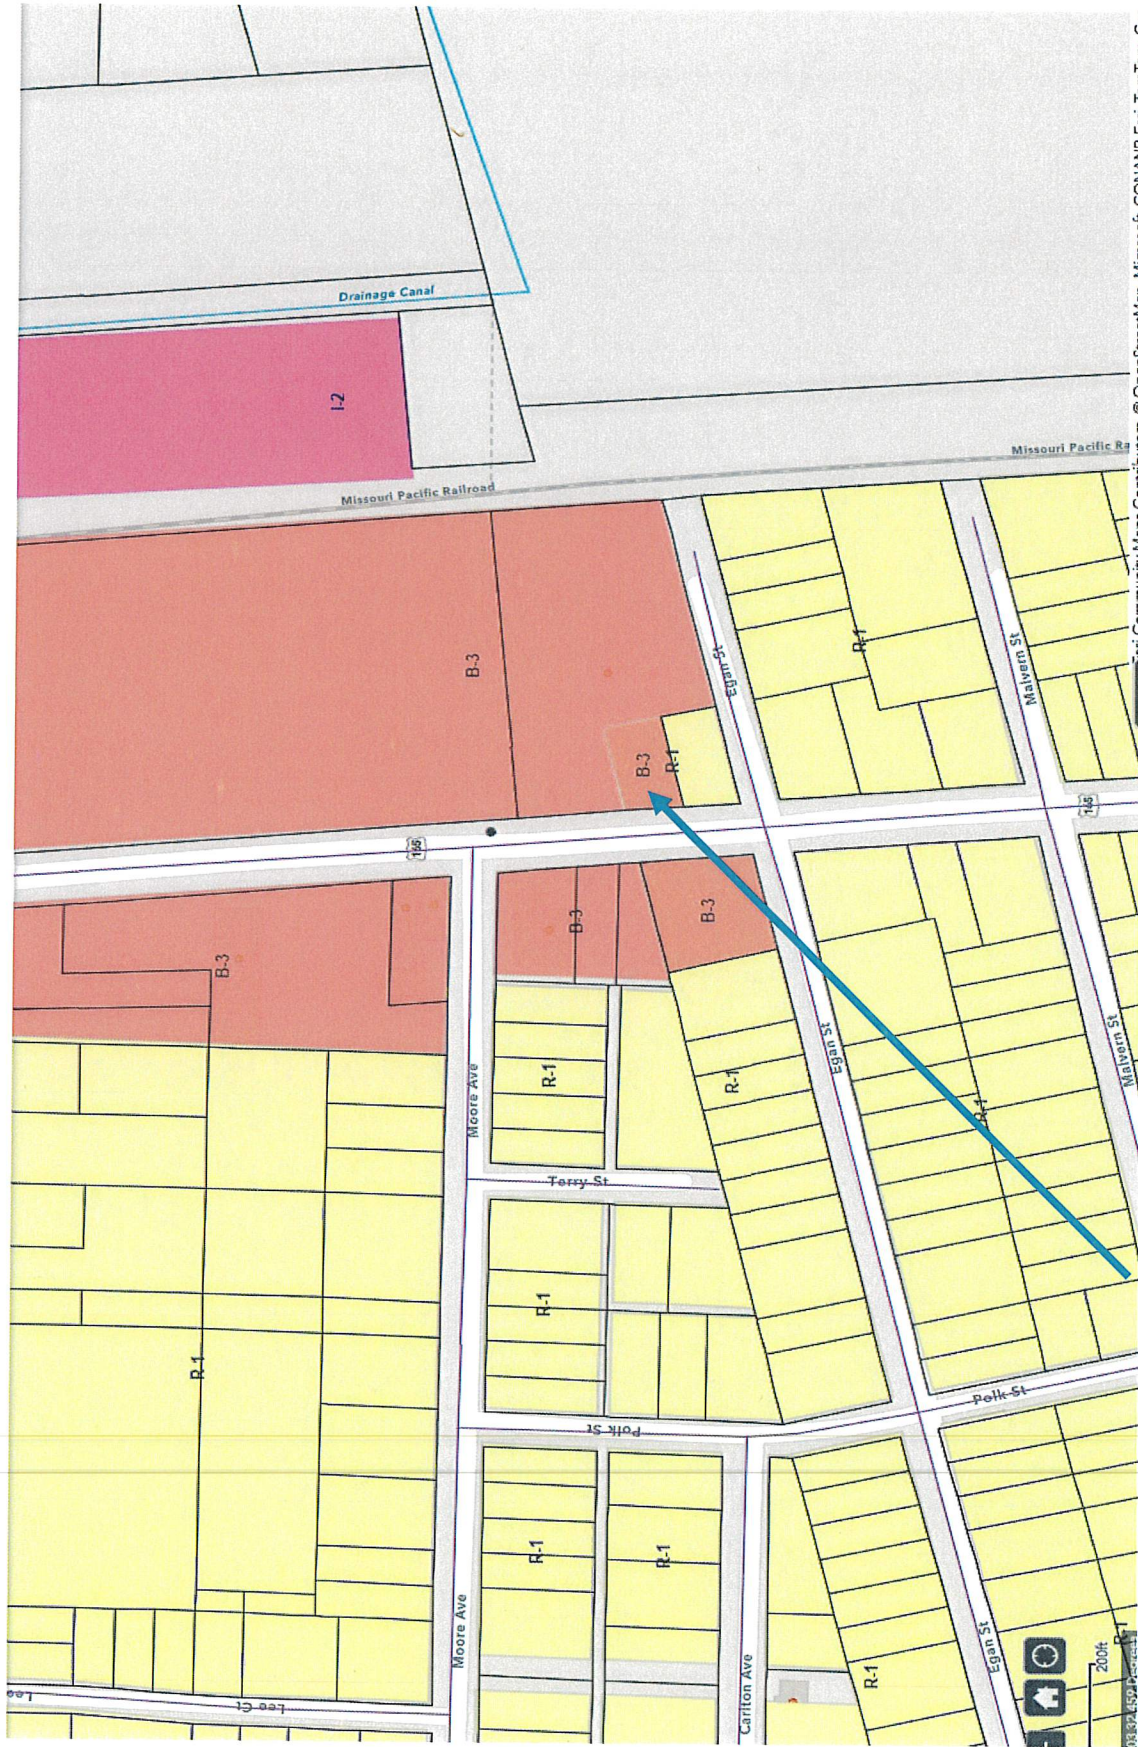 Drainage Canal
I-2
Missouri Pacific Railroad
Missouri Pacific Ra
B-3
Egan St
R-1
Malvern St
B-3
R-1
165
165
B-3
B-3
B-3
Moore Ave
R-1
R-1
Egan St
R-1
Malvern St
Terry St
R-1
R-1
Polk St
Polk St
R-1
R-1
Moore Ave
Carlton Ave
R-1
Egan St
R-1
Lee Ct
200ft